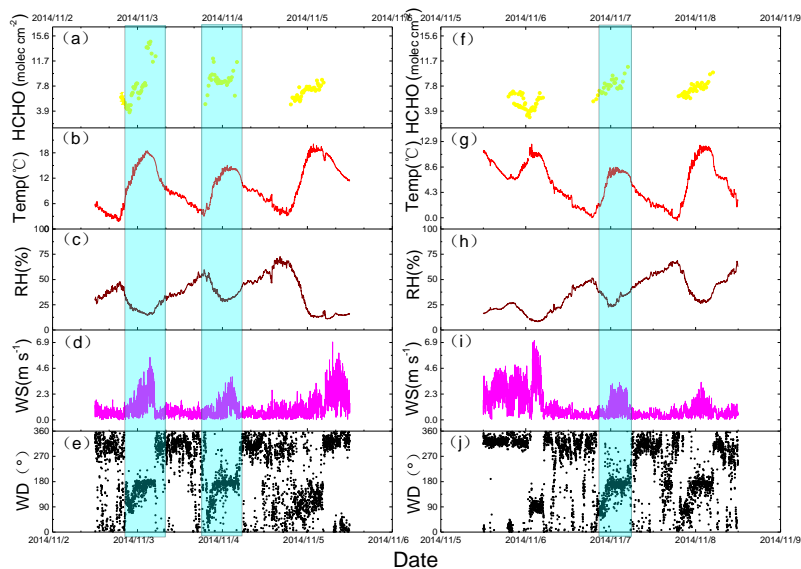 2014/11/2 2014/11/3 2014/11/4 2014/11/5 2014/11/6
2014/11/5 2014/11/6 2014/11/7 2014/11/8 2014/11/9
HCHO (molec cm⁻²)
15.6
11.7
7.8
3.9
(a)
HCHO (molec cm⁻²)
15.6
11.7
7.8
3.9
(f)
Temp(℃)
18
12
6
0
(b)
Temp(℃)
12.9
8.6
4.3
0.0
(g)
RH(%)
100
75
50
25
0
(c)
RH(%)
100
75
50
25
0
(h)
WS(m s⁻¹)
6.9
4.6
2.3
0.0
(d)
WS(m s⁻¹)
6.9
4.6
2.3
0.0
(i)
WD (°)
360
270
180
90
0
(e)
WD (°)
360
270
180
90
0
(j)
2014/11/2 2014/11/3 2014/11/4 2014/11/5 2014/11/6
2014/11/5 2014/11/6 2014/11/7 2014/11/8 2014/11/9
Date